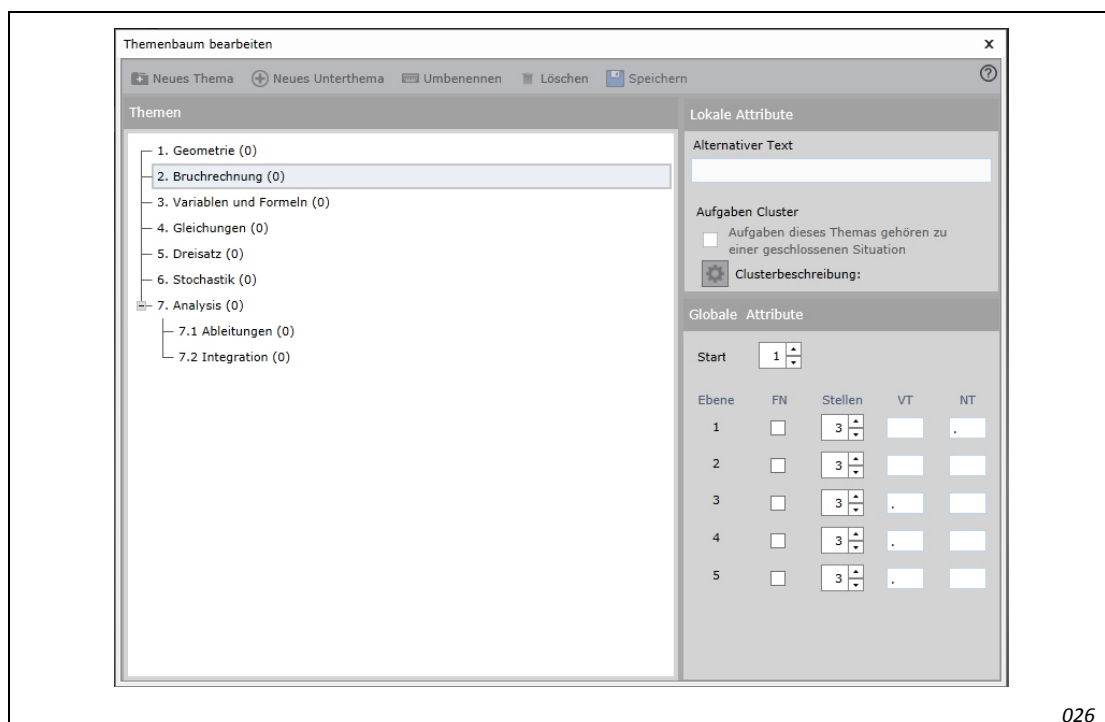 Themenbaum bearbeiten x
Neues Thema Neues Unterthema Umbenennen Löschen Speichern ?
Themen
1. Geometrie (0)
2. Bruchrechnung (0)
3. Variablen und Formeln (0)
4. Gleichungen (0)
5. Dreisatz (0)
6. Stochastik (0)
7. Analysis (0)
7.1 Ableitungen (0)
7.2 Integration (0)
Lokale Attribute
Alternativer Text
Aufgaben Cluster
Aufgaben dieses Themas gehören zu
einer geschlossenen Situation
Clusterbeschreibung:
Globale Attribute
Start 1
Ebene FN Stellen VT NT
1 3 .
2 3
3 3 .
4 3 .
5 3 .
026